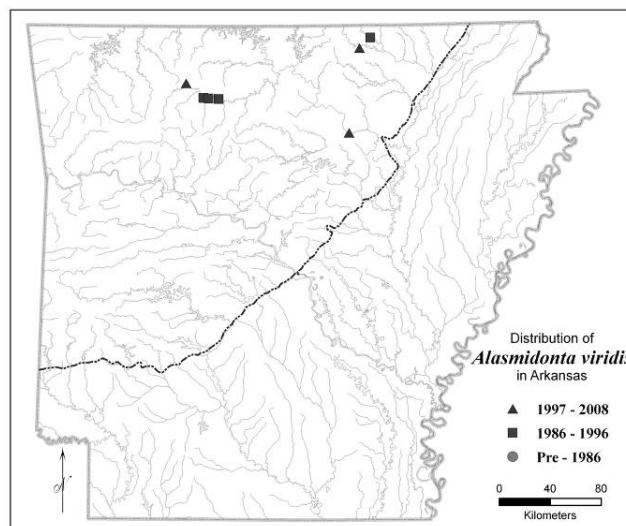 Distribution of
Alasmidonta viridis
in Arkansas
1997 - 2008
1986 - 1996
Pre - 1986
0 40 80
Kilometers
N